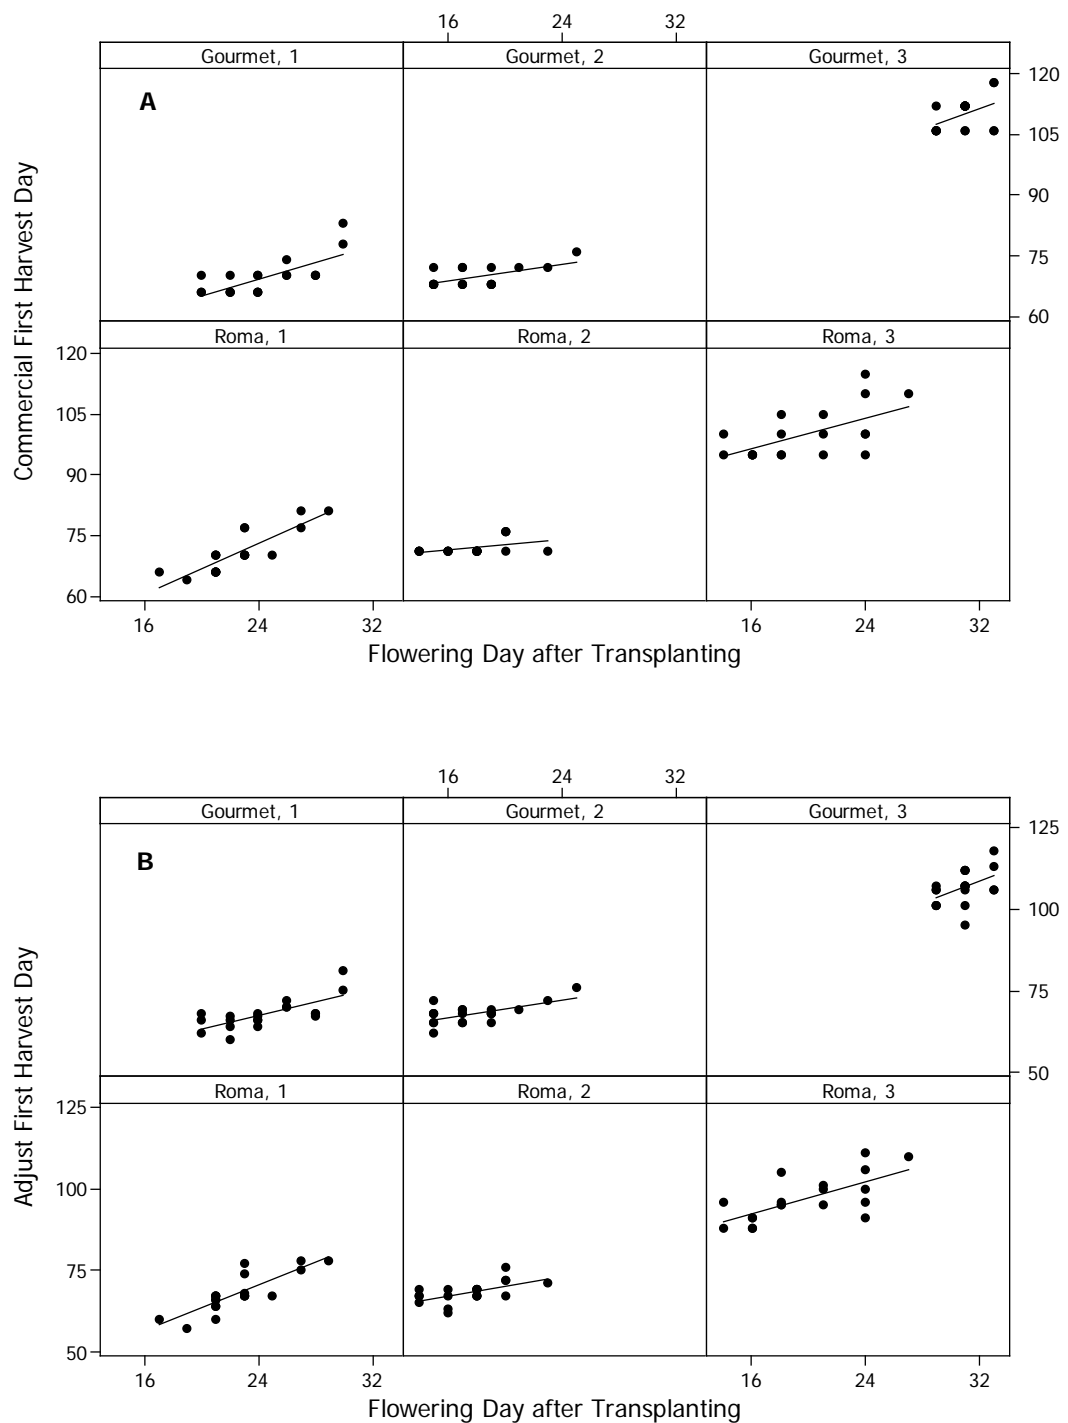 16 24 32
Gourmet, 1 Gourmet, 2 Gourmet, 3
A
120
105
90
75
60
Commercial First Harvest Day
Roma, 1 Roma, 2 Roma, 3
120
105
90
75
60
16 24 32 16 24 32
Flowering Day after Transplanting
16 24 32
Gourmet, 1 Gourmet, 2 Gourmet, 3
B
125
100
75
50
Adjust First Harvest Day
Roma, 1 Roma, 2 Roma, 3
125
100
75
50
16 24 32 16 24 32
Flowering Day after Transplanting